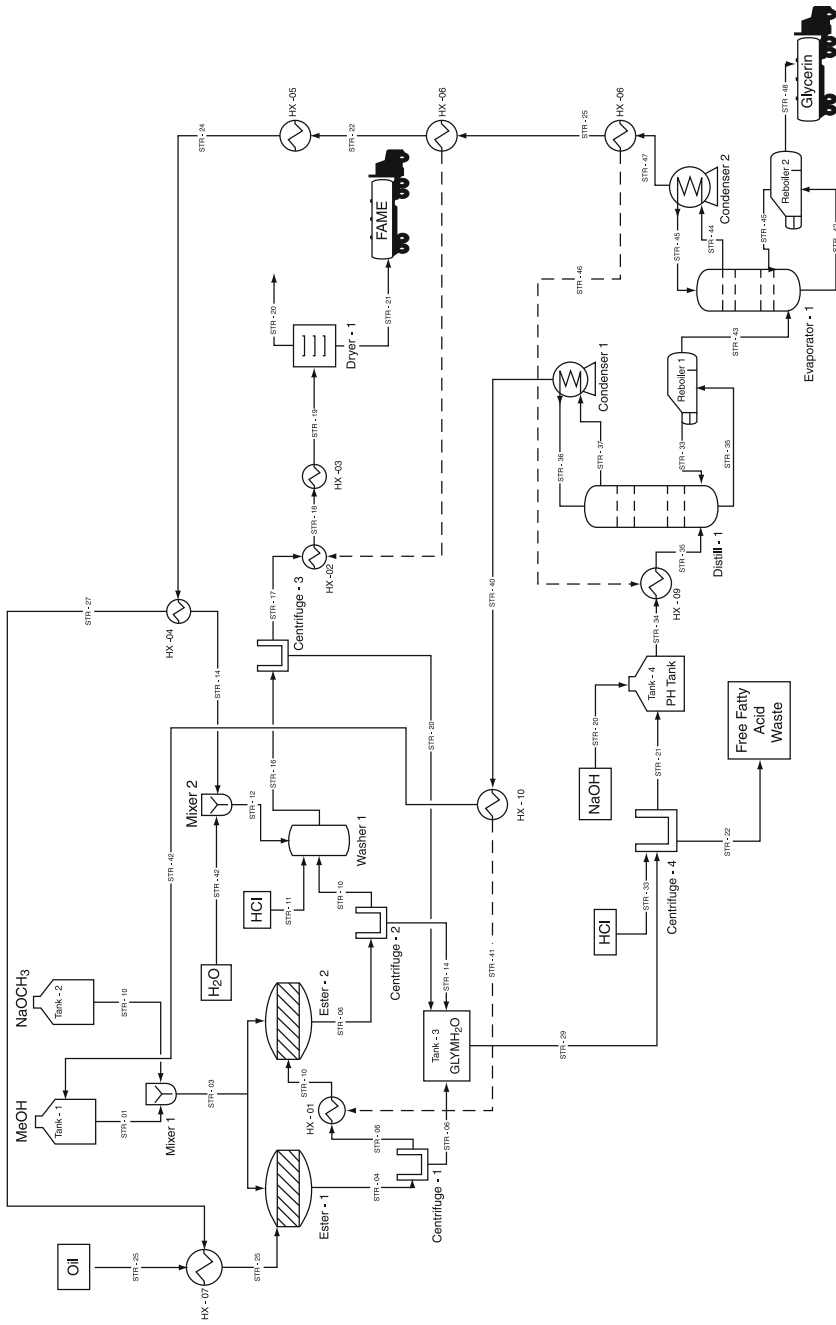 MeOH
NaOCH3
Oil
Tank - 1
Tank - 2
STR - 27
STR - 25
STR - 01
STR - 10
Mixer 1
STR - 42
HX -04
STR - 24
HX - 07
STR - 03
H2O
STR - 42
Mixer 2
STR - 14
STR - 25
STR - 12
HCl
STR - 11
STR - 16
STR - 17
Centrifuge - 3
STR - 20
Ester - 1
Ester - 2
Washer 1
HX -02
STR - 18
HX -03
STR - 19
Dryer - 1
HX -05
HX - 01
STR - 10
STR - 06
STR - 10
STR - 04
STR - 06
Centrifuge - 2
STR - 22
FAME
STR - 21
Centrifuge - 1
STR - 06
Tank - 3
GLYMH2O
STR - 14
STR - 20
HX -06
STR - 41
HX - 10
STR - 40
STR - 29
STR - 36
STR - 37
Condenser 1
STR - 46
STR - 25
HCl
STR - 33
NaOH
STR - 20
HX -06
Centrifuge - 4
STR - 21
Tank - 4
PH Tank
STR - 34
HX - 09
STR - 35
Distill - 1
STR - 33
STR - 35
Reboiler 1
STR - 43
STR - 45
STR - 44
STR - 47
Condenser 2
STR - 22
Free Fatty
Acid
Waste
Evaporator - 1
STR - 45
Reboiler 2
STR - 48
Glycerin